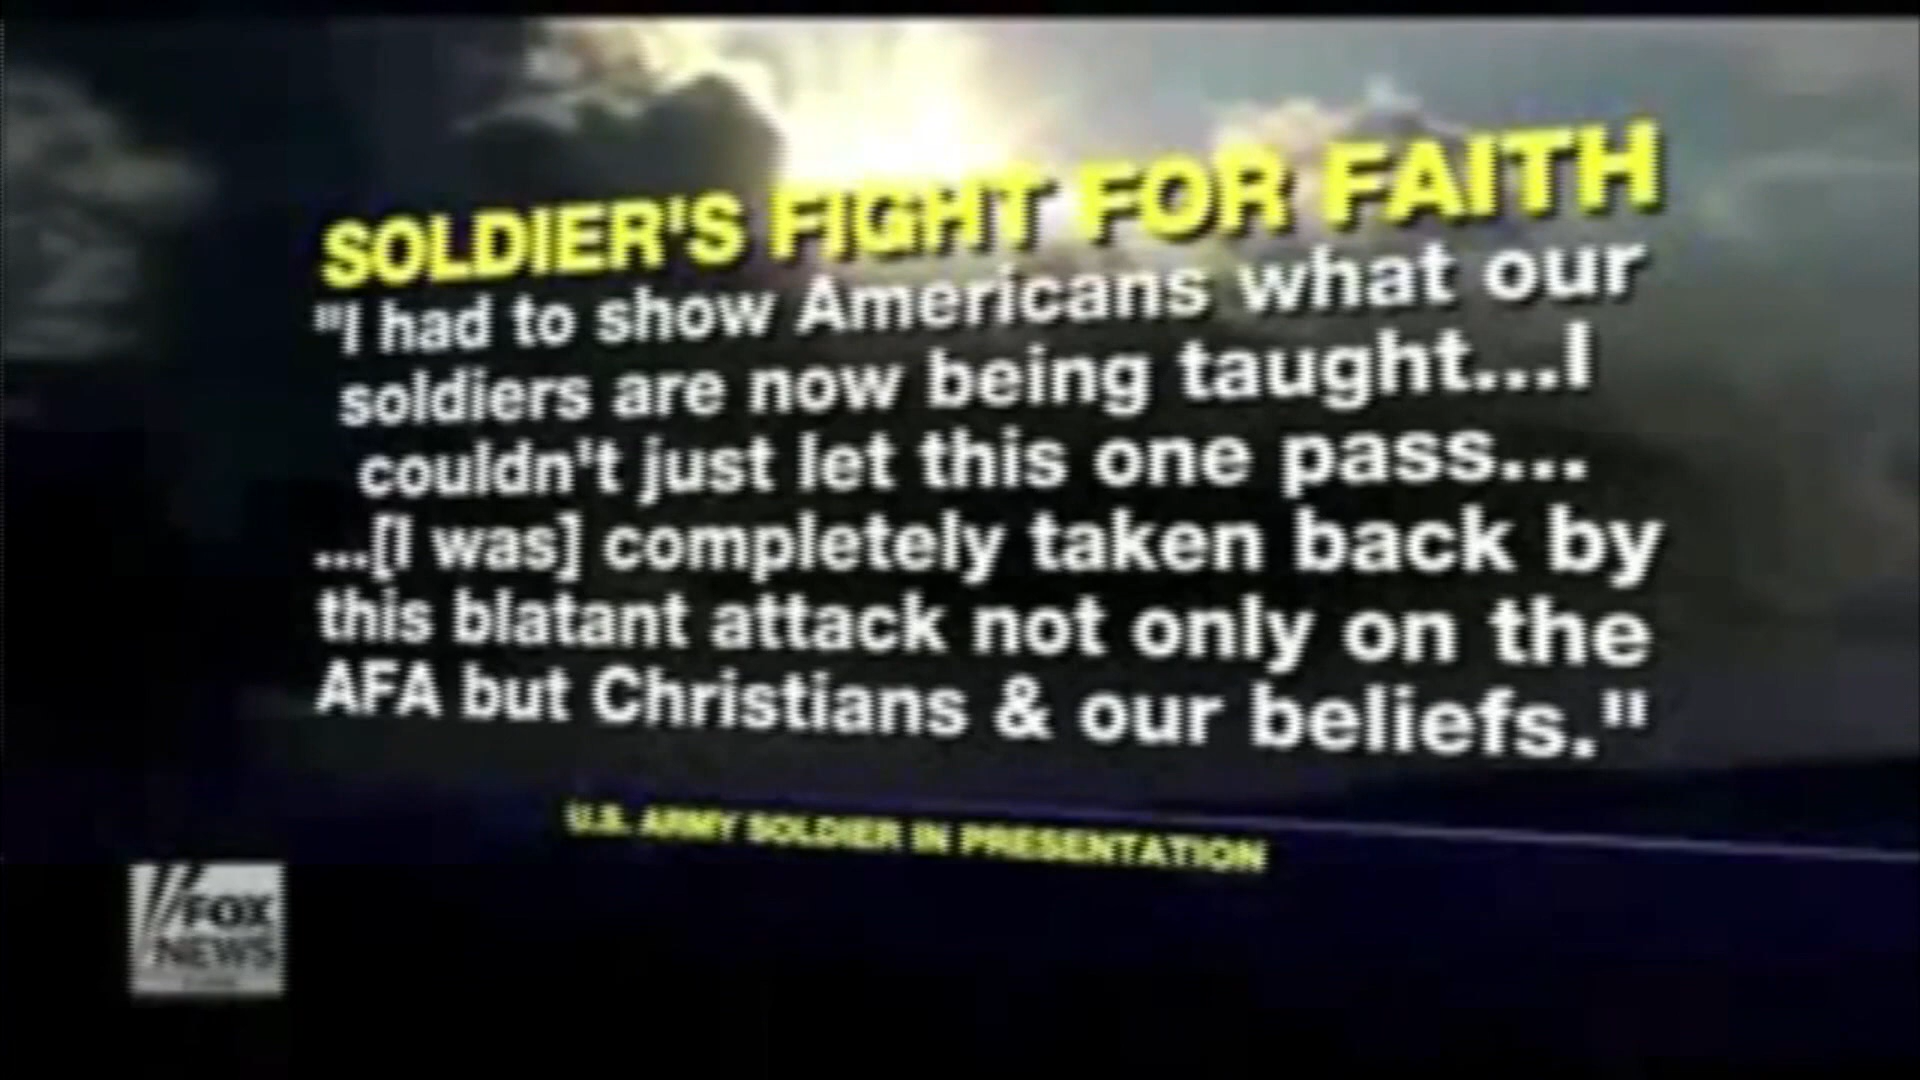 SOLDIER'S FIGHT FOR FAITH
"I had to show Americans what our
soldiers are now being taught...I
couldn't just let this one pass...
...[I was] completely taken back by
this blatant attack not only on the
AFA but Christians & our beliefs."
U.S. ARMY SOLDIER IN PRESENTATION
FOX
NEWS